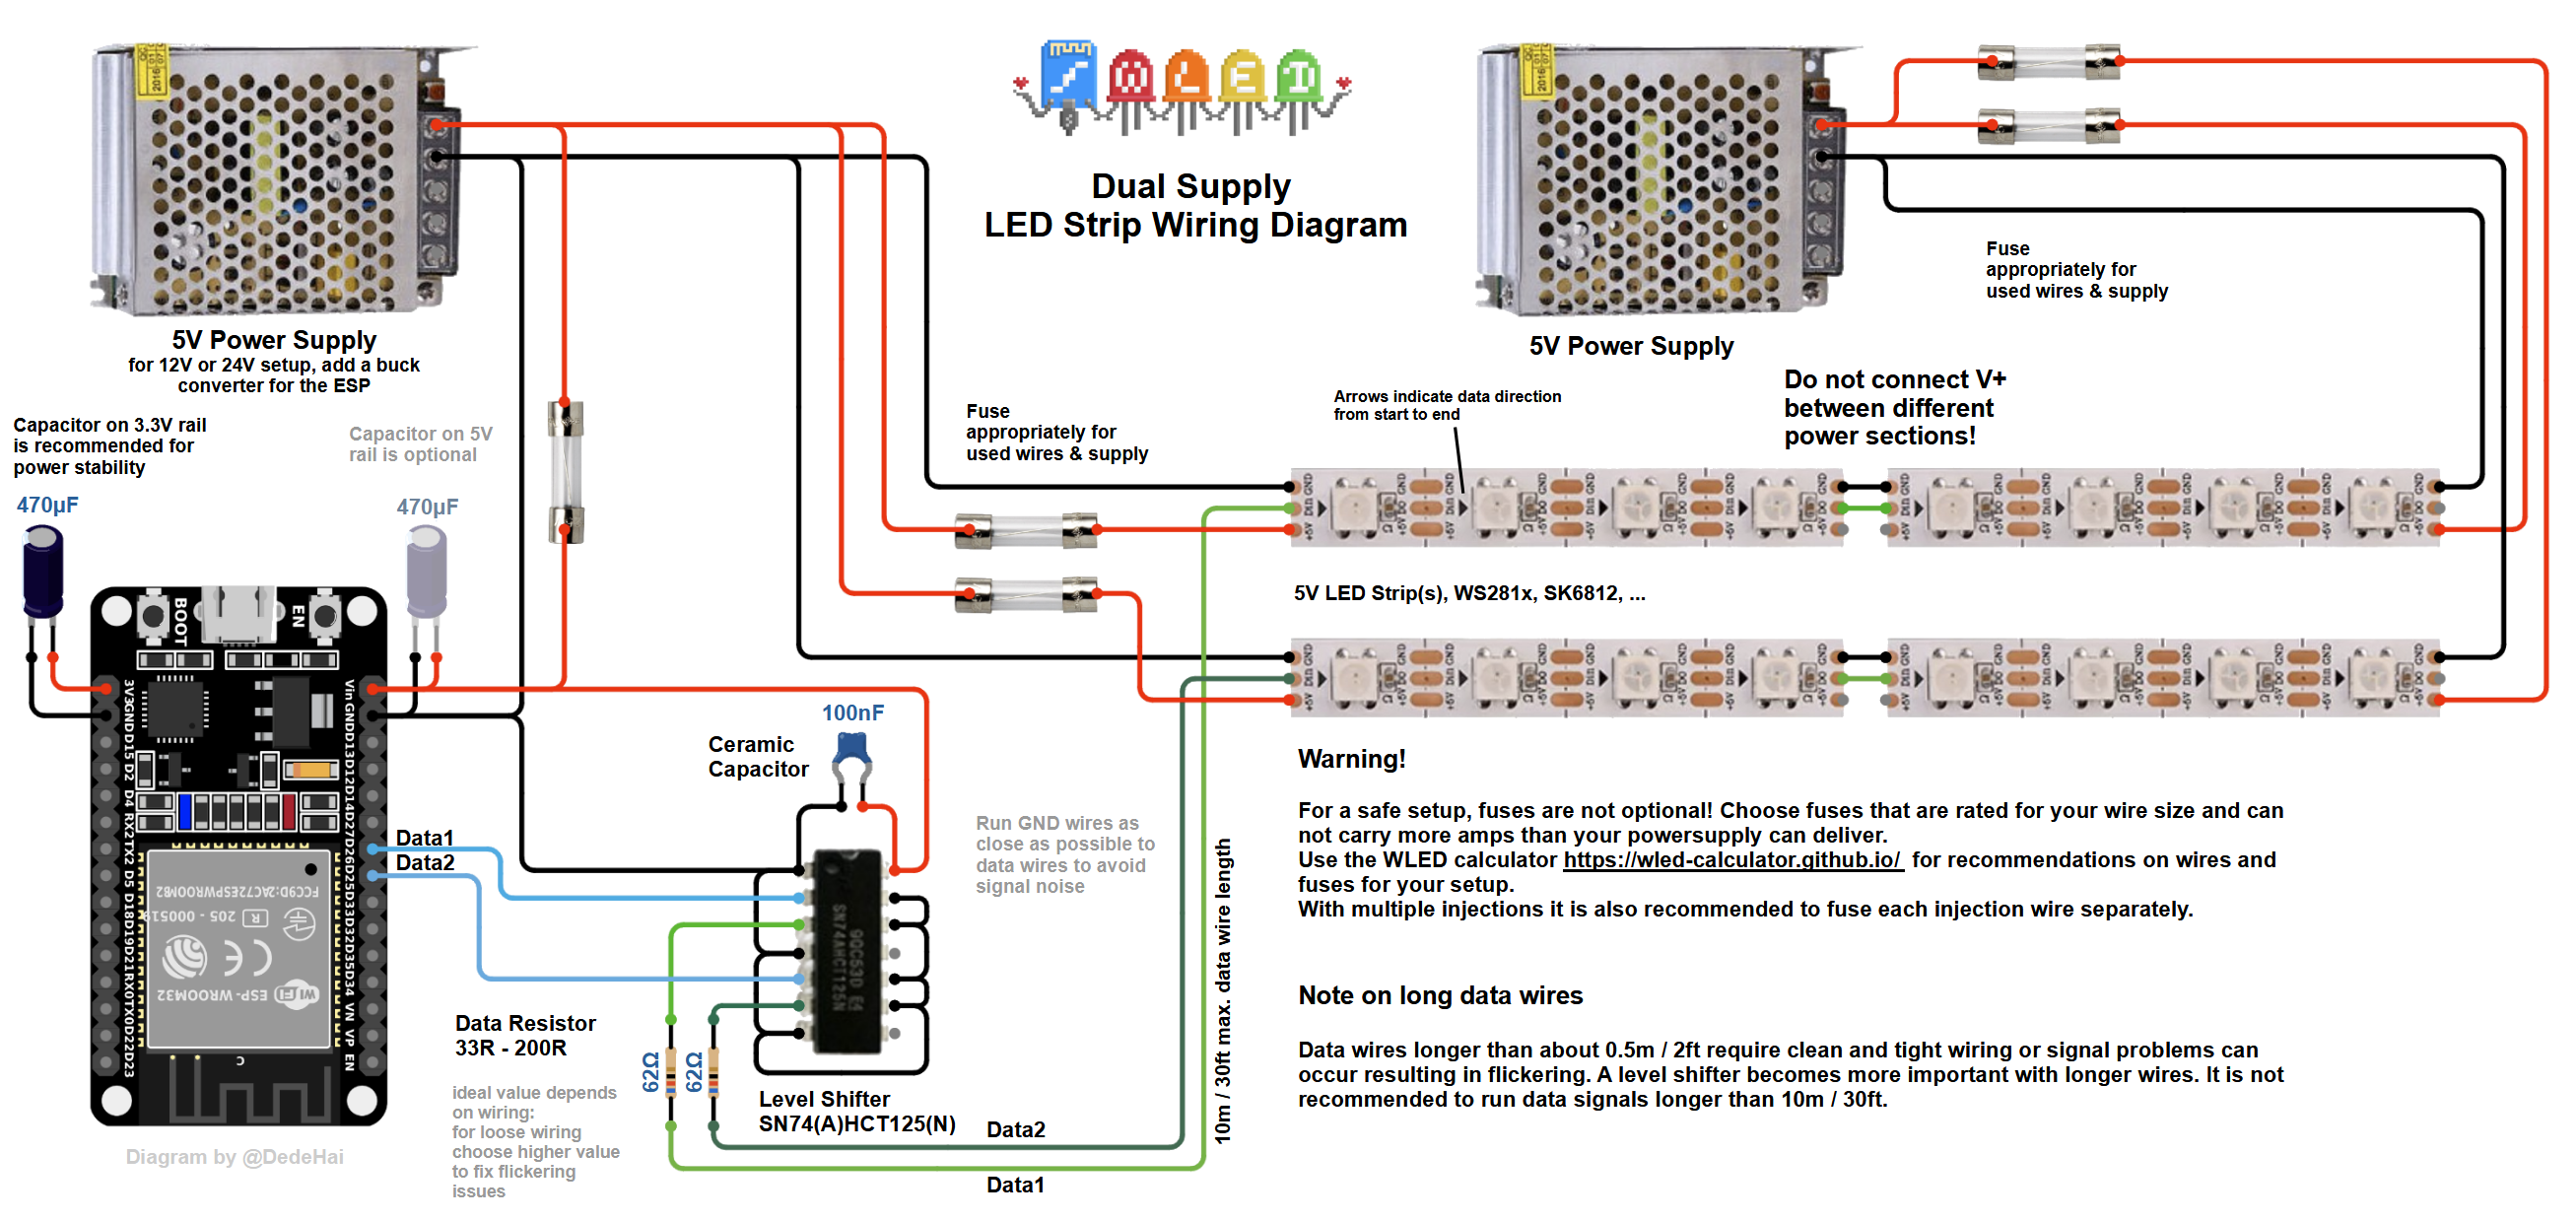 WLED
Dual Supply
LED Strip Wiring Diagram
5V Power Supply
for 12V or 24V setup, add a buck
converter for the ESP
5V Power Supply
Fuse
appropriately for
used wires & supply
Capacitor on 3.3V rail
is recommended for
power stability
470µF
Capacitor on 5V
rail is optional
470µF
Fuse
appropriately for
used wires & supply
Arrows indicate data direction
from start to end
Do not connect V+
between different
power sections!
5V LED Strip(s), WS281x, SK6812, ...
BOOT
EN
3V3 GND D15 D2 D4 RX2 TX2 D5 D18 D19 D21 RX0 TX0 D22 D23
Vin GND D13 D12 D14 D27 D26 D25 D33 D32 D35 D34 VN VP EN
FCC9D:2AC72ESPWROOM32
R 205 - 000519
CE
WiFi ESP-WROOM32
Data1
Data2
100nF
Ceramic
Capacitor
SN74AHCT125N
Data Resistor
33R - 200R
62Ω
62Ω
ideal value depends
on wiring:
for loose wiring
choose higher value
to fix flickering
issues
Level Shifter
SN74(A)HCT125(N)
Data2
Data1
Run GND wires as
close as possible to
data wires to avoid
signal noise
10m / 30ft max. data wire length
Warning!
For a safe setup, fuses are not optional! Choose fuses that are rated for your wire size and can
not carry more amps than your powersupply can deliver.
Use the WLED calculator https://wled-calculator.github.io/ for recommendations on wires and
fuses for your setup.
With multiple injections it is also recommended to fuse each injection wire separately.
Note on long data wires
Data wires longer than about 0.5m / 2ft require clean and tight wiring or signal problems can
occur resulting in flickering. A level shifter becomes more important with longer wires. It is not
recommended to run data signals longer than 10m / 30ft.
Diagram by @DedeHai